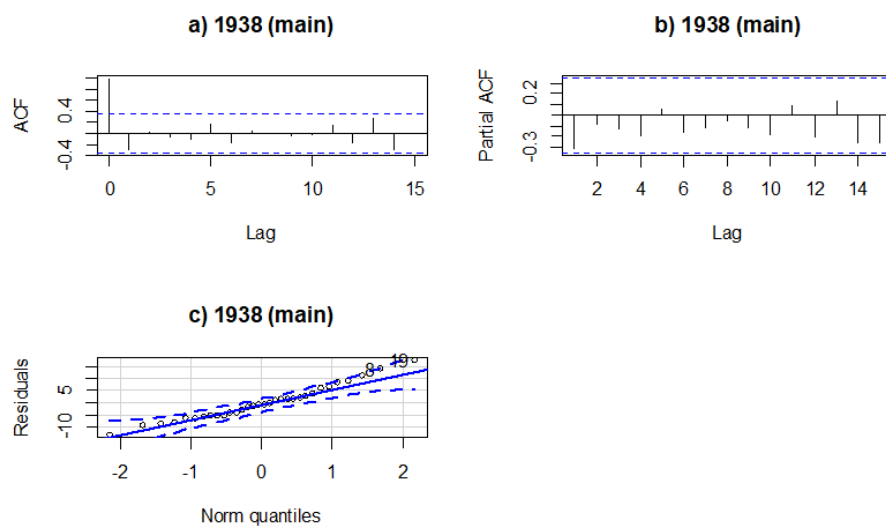 a) 1938 (main)
ACF
0.4
-0.4
0 5 10 15
Lag
b) 1938 (main)
Partial ACF
0.2
-0.3
2 4 6 8 10 12 14
Lag
c) 1938 (main)
Residuals
5
-10
8
19
-2 -1 0 1 2
Norm quantiles